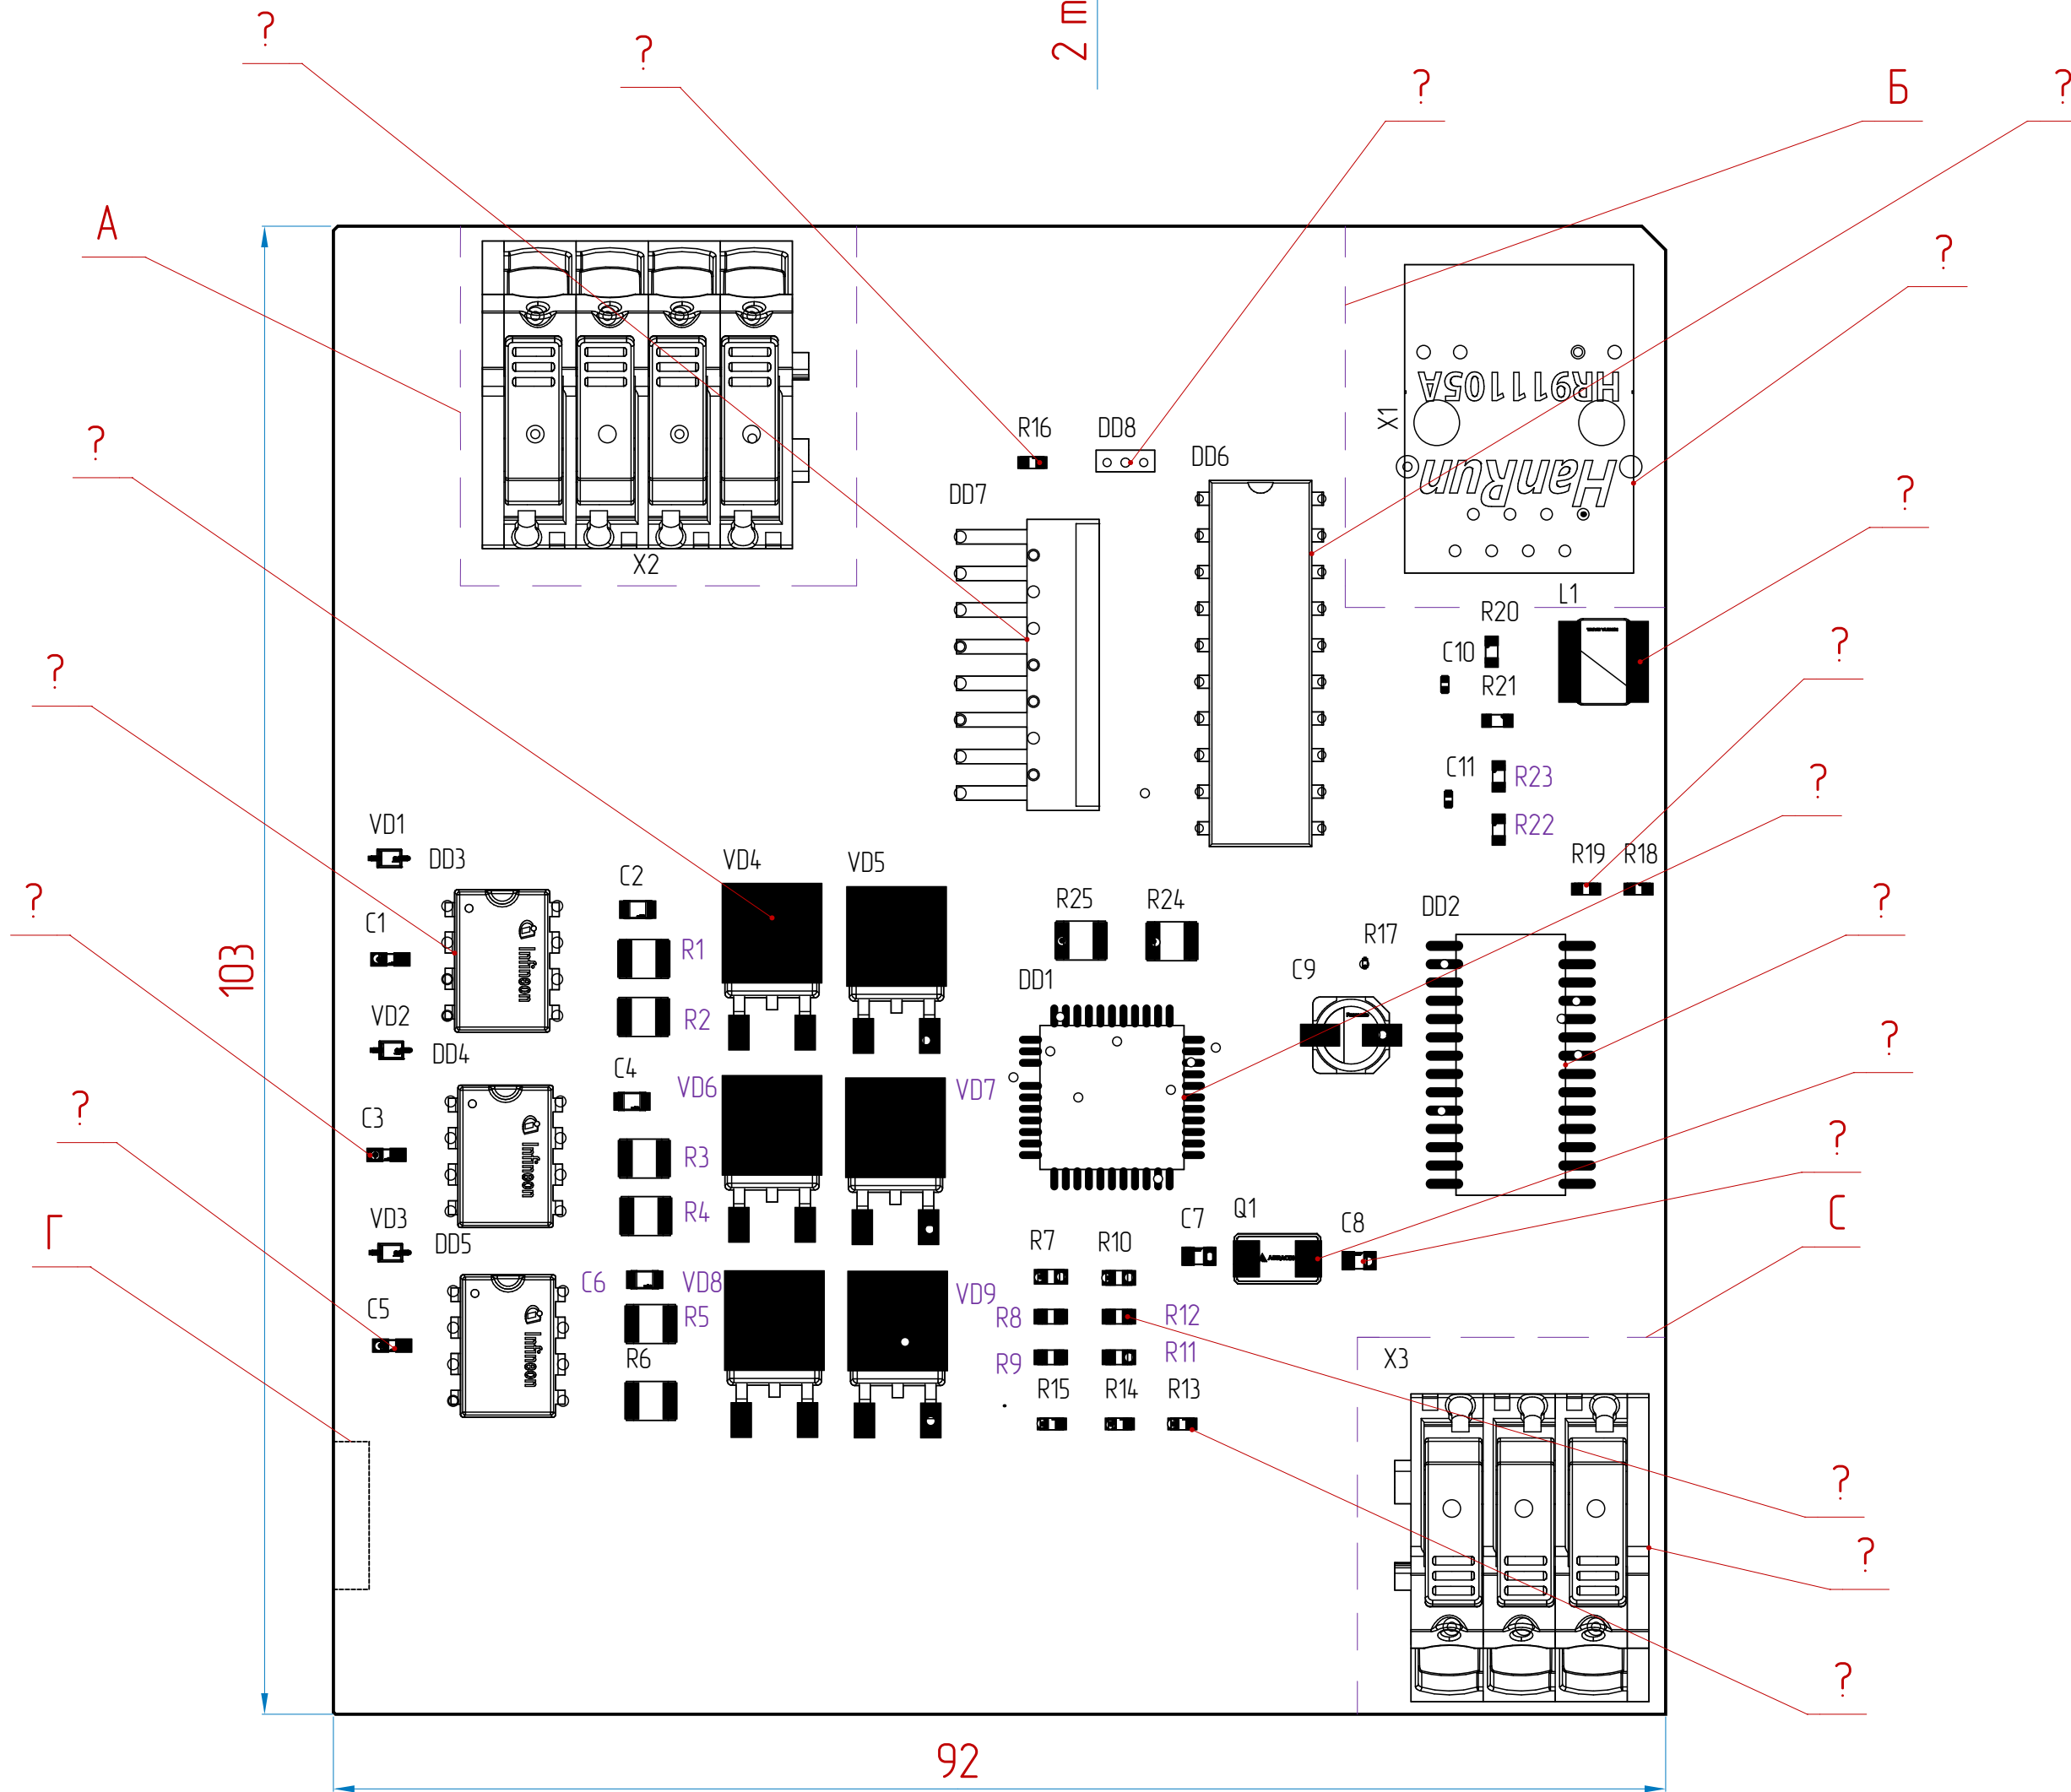 2 m
?
?
?
Б
?
А
?
HR911105A
X1
?
R16
DD8
DD6
HanRun
DD7
?
?
X2
L1
R20
C10
R21
?
?
C11
R23
R22
?
VD1
DD3
C2
VD4
VD5
R19
R18
?
C1
R1
R25
R24
DD2
?
Infineon
R17
103
C9
DD1
VD2
R2
DD4
C4
VD6
VD7
?
?
C3
Infineon
R3
R4
?
Г
VD3
DD5
C7
Q1
C8
С
R7
R10
C6
VD8
VD9
C5
R5
R8
R12
Infineon
R6
R9
R11
X3
R15
R14
R13
?
?
?
92